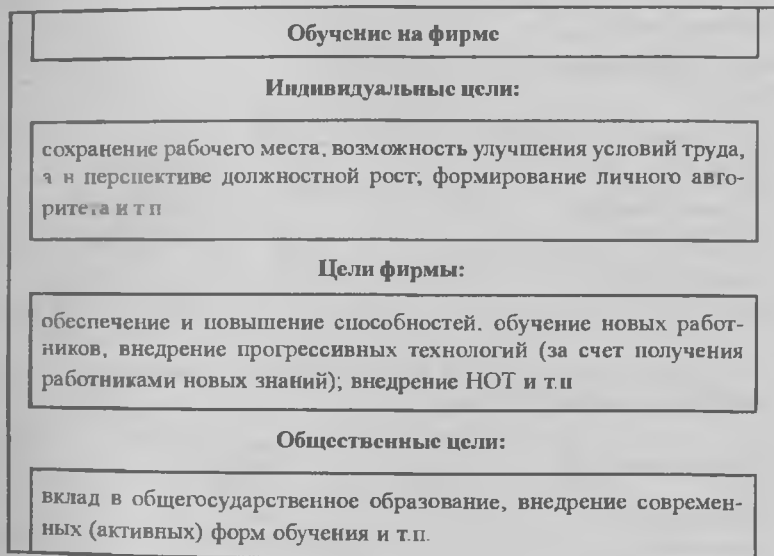 Обучение на фирме
Индивидуальные цели:
сохранение рабочего места, возможность улучшения условий труда,
а в перспективе должностной рост; формирование личного авто-
ритета и т п
Цели фирмы:
обеспечение и повышение способностей. обучение новых работ-
ников, внедрение прогрессивных технологий (за счет получения
работниками новых знаний); внедрение НОТ и т.п
Общественные цели:
вклад в общегосударственное образование, внедрение современ-
ных (активных) форм обучения и т.п.